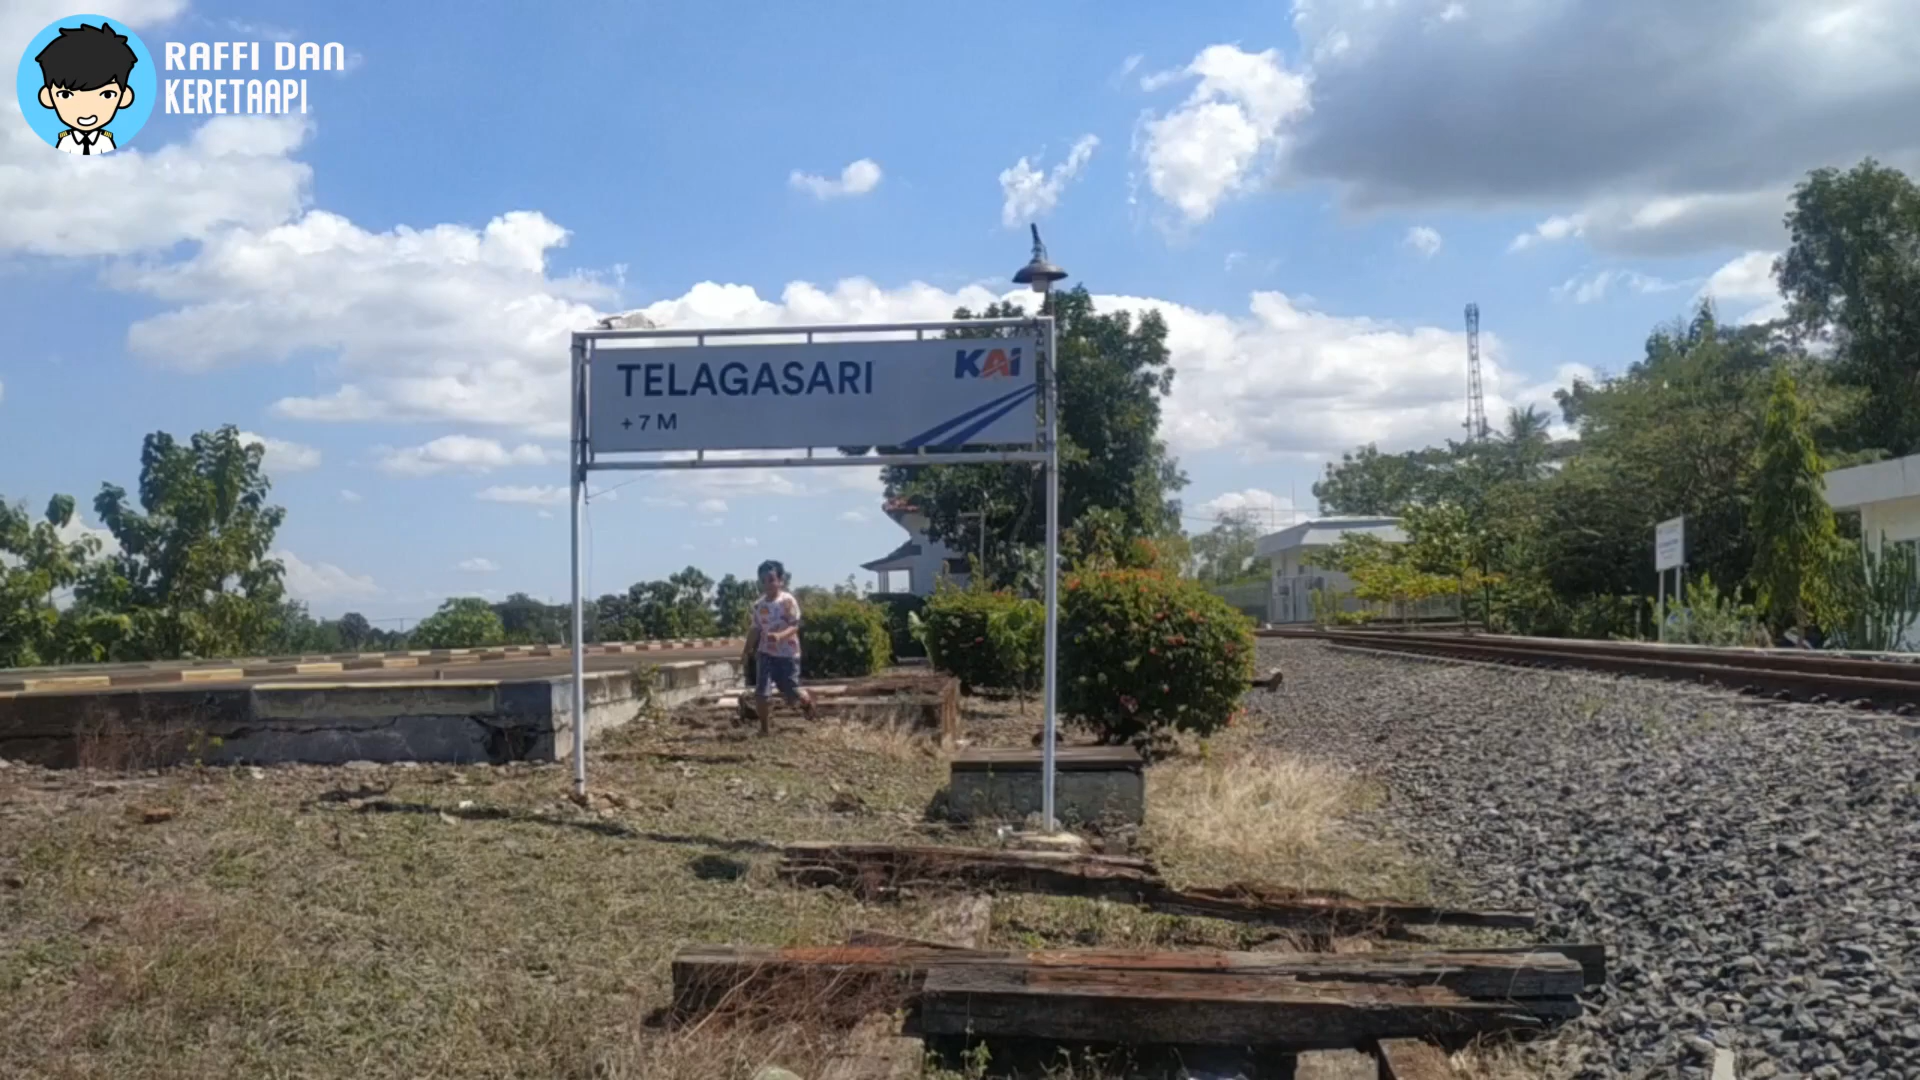 RAFFI DAN
KERETAAPI
TELAGASARI
KAI
+7 M